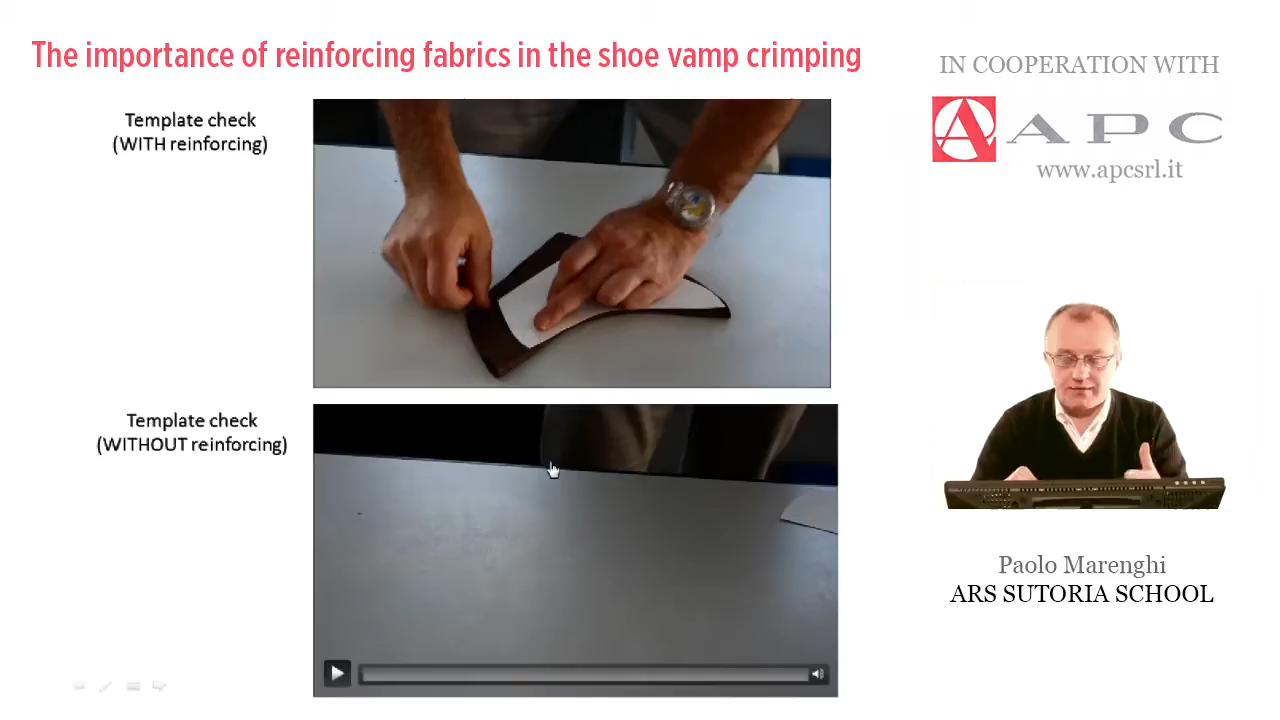 The importance of reinforcing fabrics in the shoe vamp crimping
Template check
(WITH reinforcing)
Template check
(WITHOUT reinforcing)
IN COOPERATION WITH
A P C
www.apcsrl.it
Paolo Marenghi
ARS SUTORIA SCHOOL